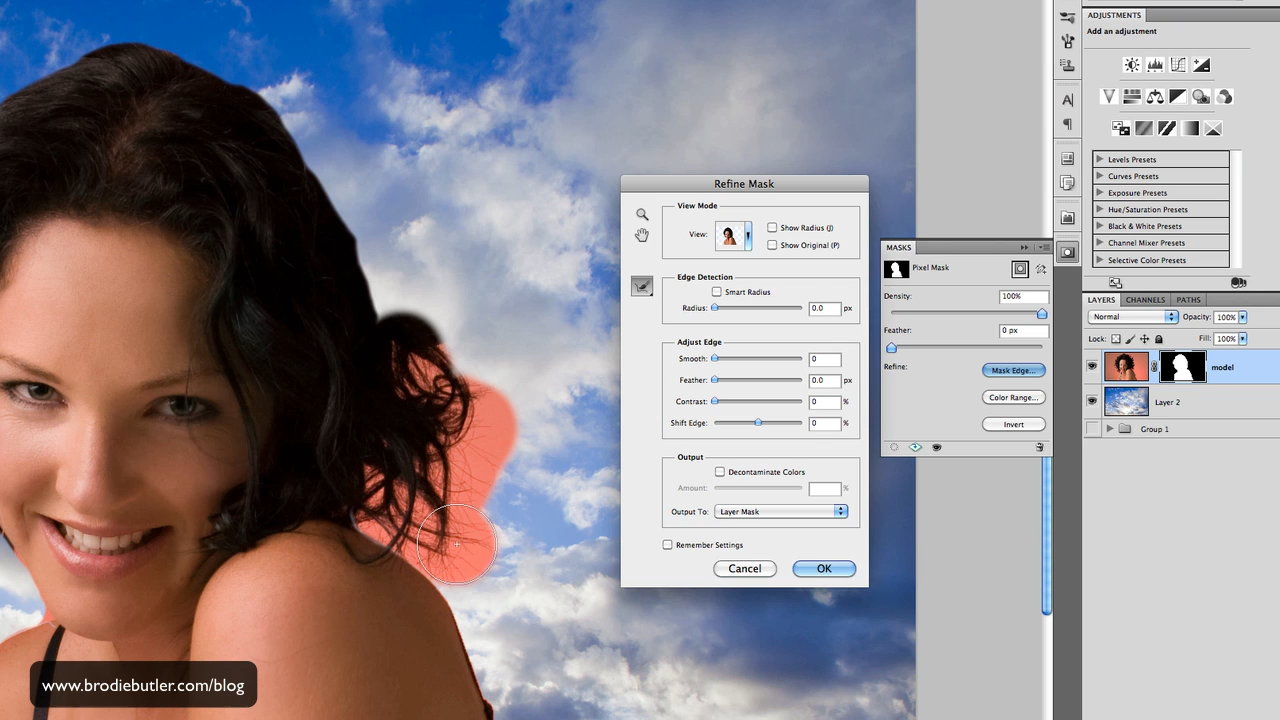 ADJUSTMENTS
Add an adjustment
Levels Presets
Curves Presets
Exposure Presets
Hue/Saturation Presets
Black & White Presets
Channel Mixer Presets
Selective Color Presets
Refine Mask
View Mode
View:
Show Radius (J)
Show Original (P)
Edge Detection
Smart Radius
Radius: 0.0 px
Adjust Edge
Smooth: 0
Feather: 0.0 px
Contrast: 0 %
Shift Edge: 0 %
Output
Decontaminate Colors
Amount: %
Output To: Layer Mask
Remember Settings
Cancel OK
MASKS
Pixel Mask
Density: 100%
Feather: 0 px
Refine: Mask Edge...
Color Range...
Invert
LAYERS CHANNELS PATHS
Normal Opacity: 100%
Lock: Fill: 100%
model
Layer 2
Group 1
www.brodiebutler.com/blog